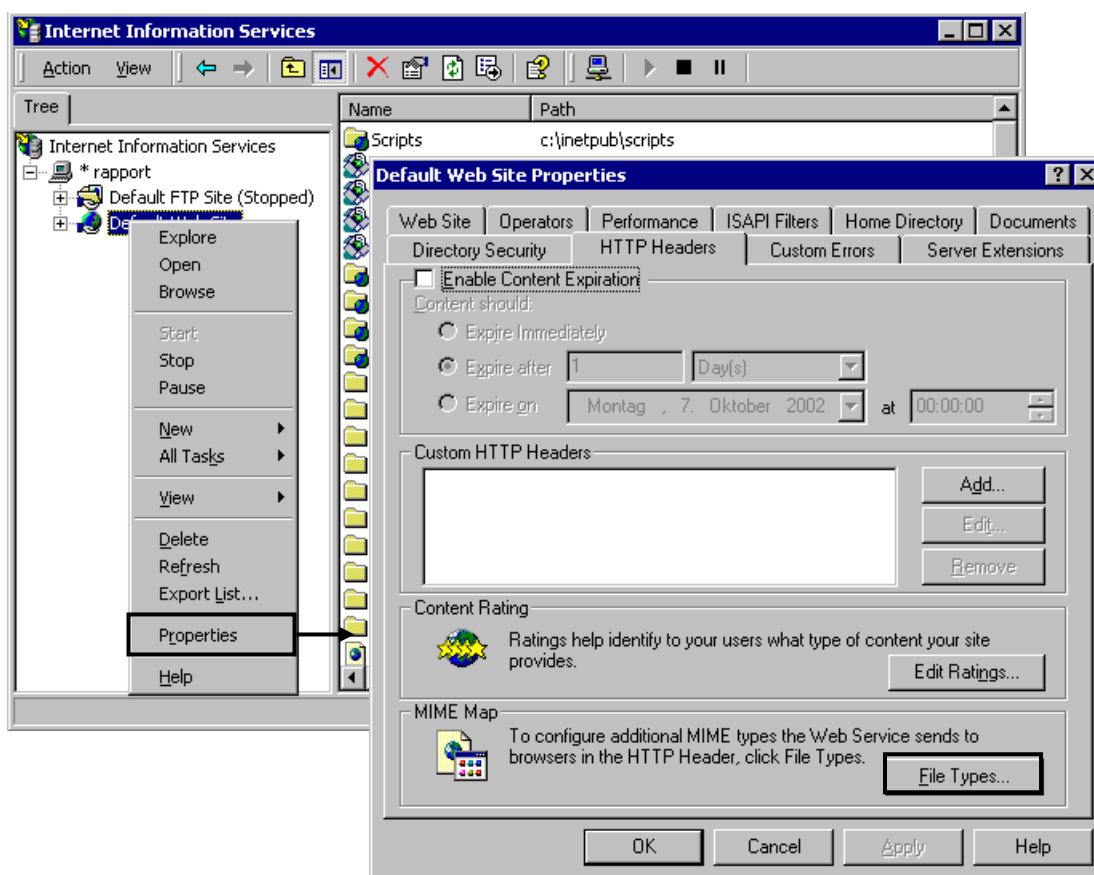 Internet Information Services
Action View
Tree
Name Path
Internet Information Services
* rapport
Default FTP Site (Stopped)
Scripts c:\inetpub\scripts
Explore
Open
Browse
Start
Stop
Pause
New
All Tasks
View
Delete
Refresh
Export List...
Properties
Help
Default Web Site Properties
Web Site Operators Performance ISAPI Filters Home Directory Documents
Directory Security HTTP Headers Custom Errors Server Extensions
Enable Content Expiration
Content should:
Expire Immediately
Expire after 1 Day(s)
Expire on Montag , 7. Oktober 2002 at 00:00:00
Custom HTTP Headers
Add...
Edit...
Remove
Content Rating
Ratings help identify to your users what type of content your site
provides.
Edit Ratings...
MIME Map
To configure additional MIME types the Web Service sends to
browsers in the HTTP Header, click File Types.
File Types...
OK Cancel Apply Help